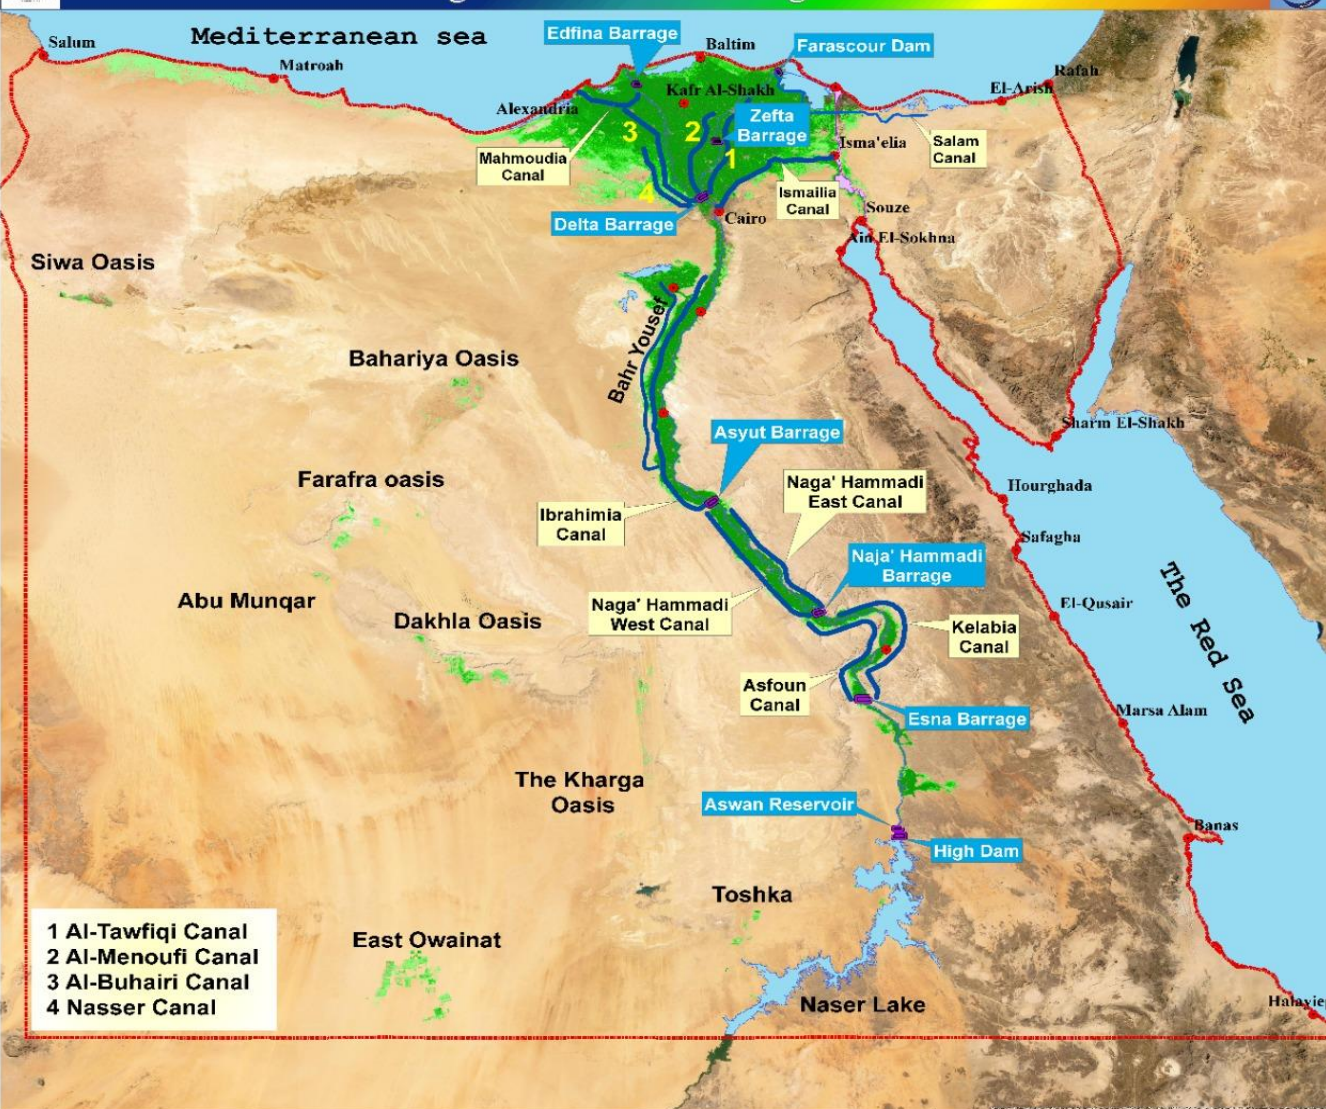 Mediterranean sea
Edfina Barrage
Baltim
Farascour Dam
Salum
Matroah
Alexandria
Kafr Al-Shakh
Rafah
El-Arish
Zefta
Barrage
3
2
1
4
Mahmoudia
Canal
Isma'elia
Salam
Canal
Ismailia
Canal
Delta Barrage
Cairo
Souze
Ain El-Sokhna
Siwa Oasis
Bahr Yousef
Bahariya Oasis
Asyut Barrage
Sharm El-Shakh
Farafra oasis
Naga' Hammadi
East Canal
Hourghada
Ibrahimia
Canal
Safagha
Naja' Hammadi
Barrage
The Red Sea
Abu Munqar
Naga' Hammadi
West Canal
El-Qusair
Dakhla Oasis
Kelabia
Canal
Asfoun
Canal
Esna Barrage
Marsa Alam
The Kharga
Oasis
Aswan Reservoir
High Dam
Banas
Toshka
1 Al-Tawfiqi Canal
2 Al-Menoufi Canal
3 Al-Buhairi Canal
4 Nasser Canal
East Owainat
Naser Lake